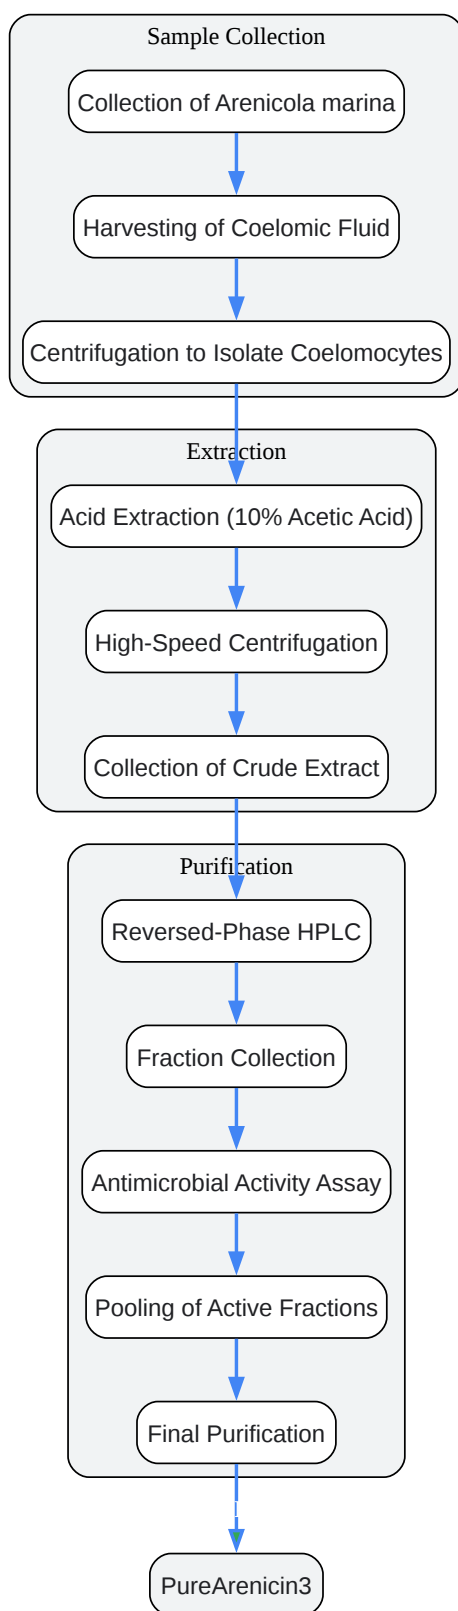 Sample Collection
Collection of Arenicola marina
Harvesting of Coelomic Fluid
Centrifugation to Isolate Coelomocytes
Extraction
Acid Extraction (10% Acetic Acid)
High-Speed Centrifugation
Collection of Crude Extract
Purification
Reversed-Phase HPLC
Fraction Collection
Antimicrobial Activity Assay
Pooling of Active Fractions
Final Purification
PureArenicin3